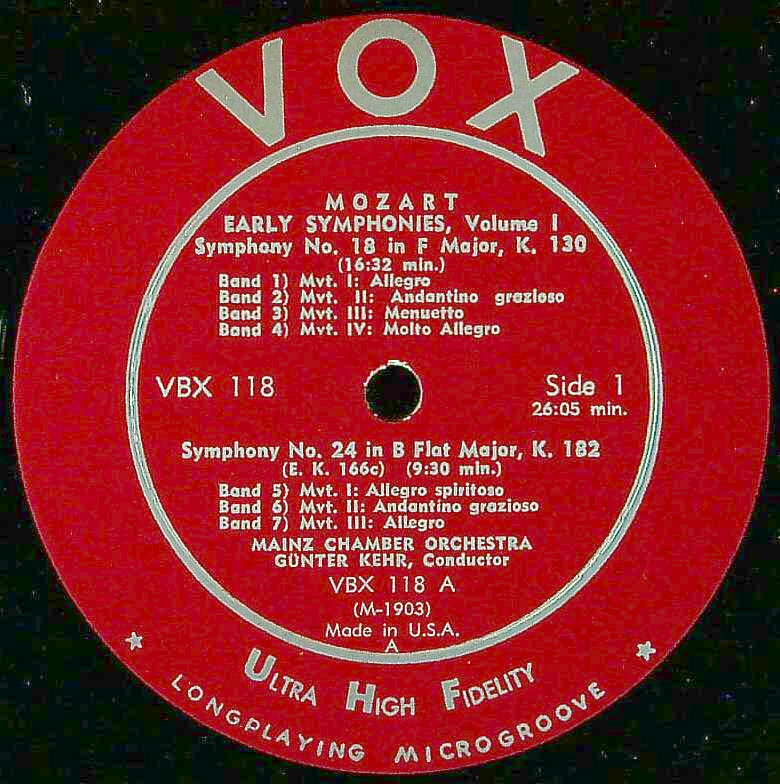 VOX
MOZART
EARLY SYMPHONIES, Volume I
Symphony No. 18 in F Major, K. 130
(16:32 min.)
Band 1) Mvt. I: Allegro
Band 2) Mvt. II: Andantino grazioso
Band 3) Mvt. III: Menuetto
Band 4) Mvt. IV: Molto Allegro
VBX 118
Side 1
26:05 min.
Symphony No. 24 in B Flat Major, K. 182
(E. K. 166c) (9:30 min.)
Band 5) Mvt. I: Allegro spiritoso
Band 6) Mvt. II: Andantino grazioso
Band 7) Mvt. III: Allegro
MAINZ CHAMBER ORCHESTRA
GÜNTER KEHR, Conductor
VBX 118 A
(M-1903)
Made in U.S.A.
A
ULTRA HIGH FIDELITY
LONGPLAYING MICROGROOVE